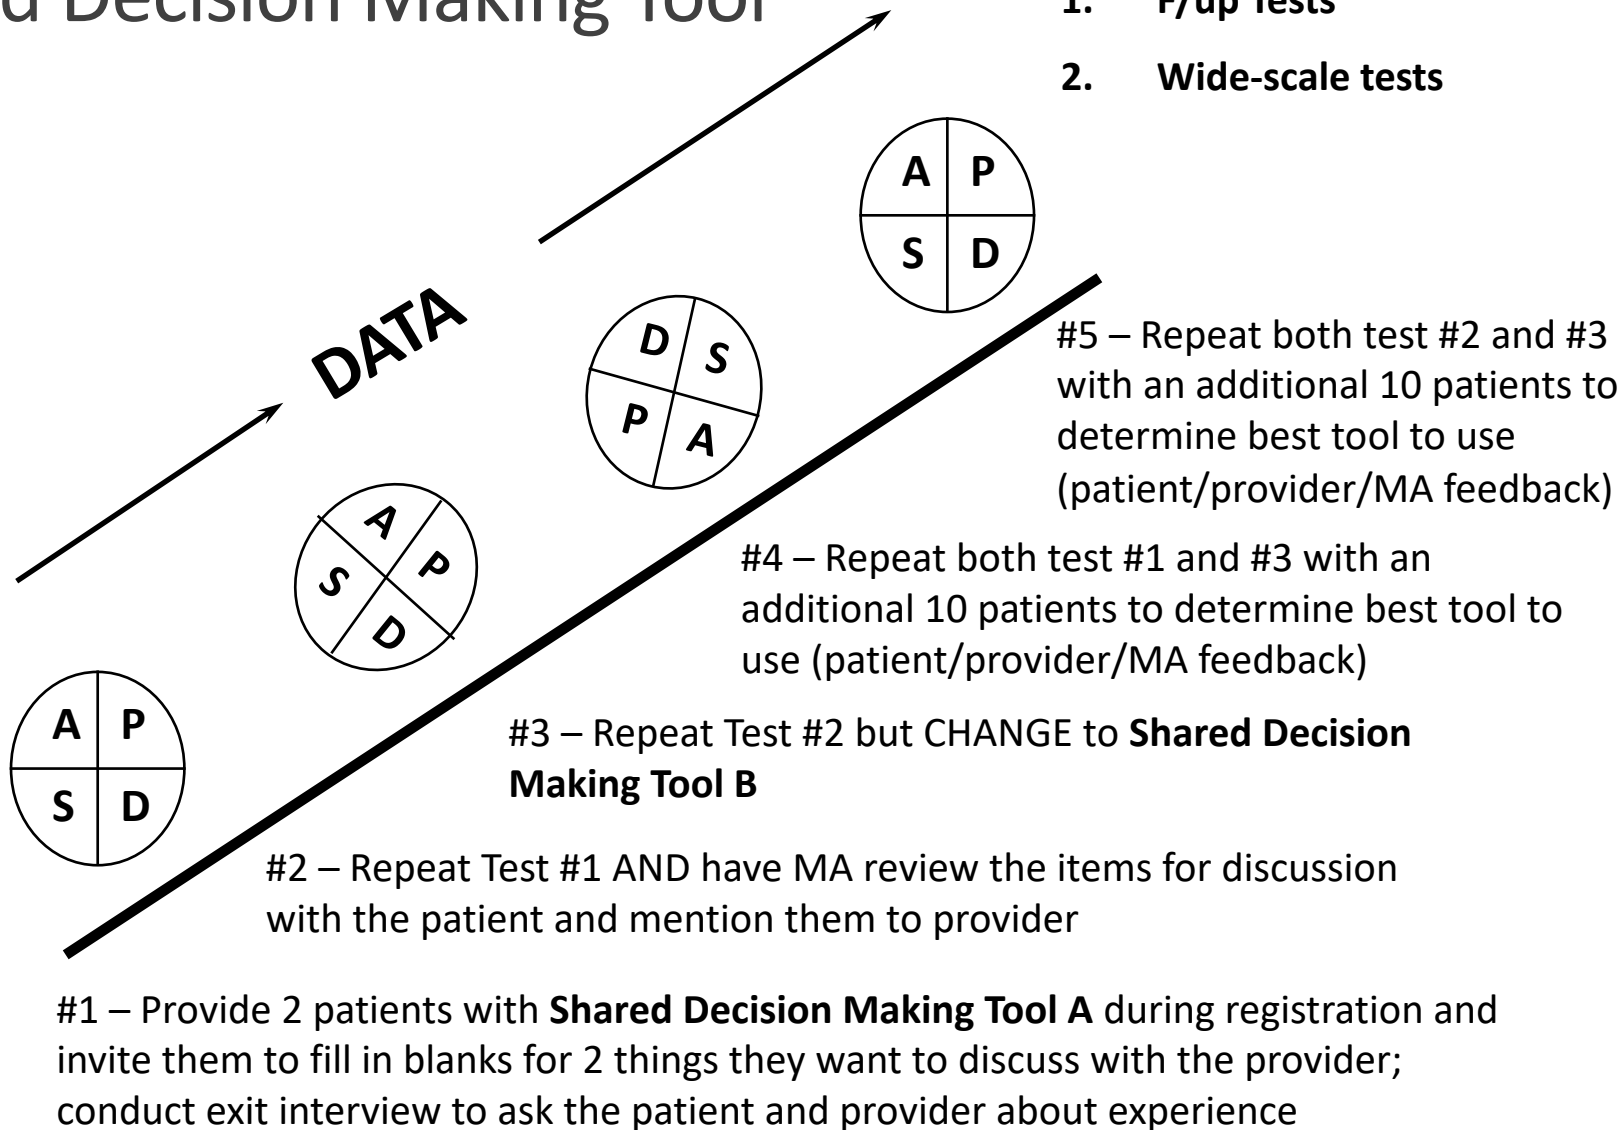 d Decision Making Tool
1. F/up Tests
2. Wide-scale tests
A P
S D
DATA
D S
P A
#5 – Repeat both test #2 and #3
with an additional 10 patients to
determine best tool to use
(patient/provider/MA feedback)
A P
S D
#4 – Repeat both test #1 and #3 with an
additional 10 patients to determine best tool to
use (patient/provider/MA feedback)
A P
S D
#3 – Repeat Test #2 but CHANGE to Shared Decision
Making Tool B
#2 – Repeat Test #1 AND have MA review the items for discussion
with the patient and mention them to provider
#1 – Provide 2 patients with Shared Decision Making Tool A during registration and
invite them to fill in blanks for 2 things they want to discuss with the provider;
conduct exit interview to ask the patient and provider about experience